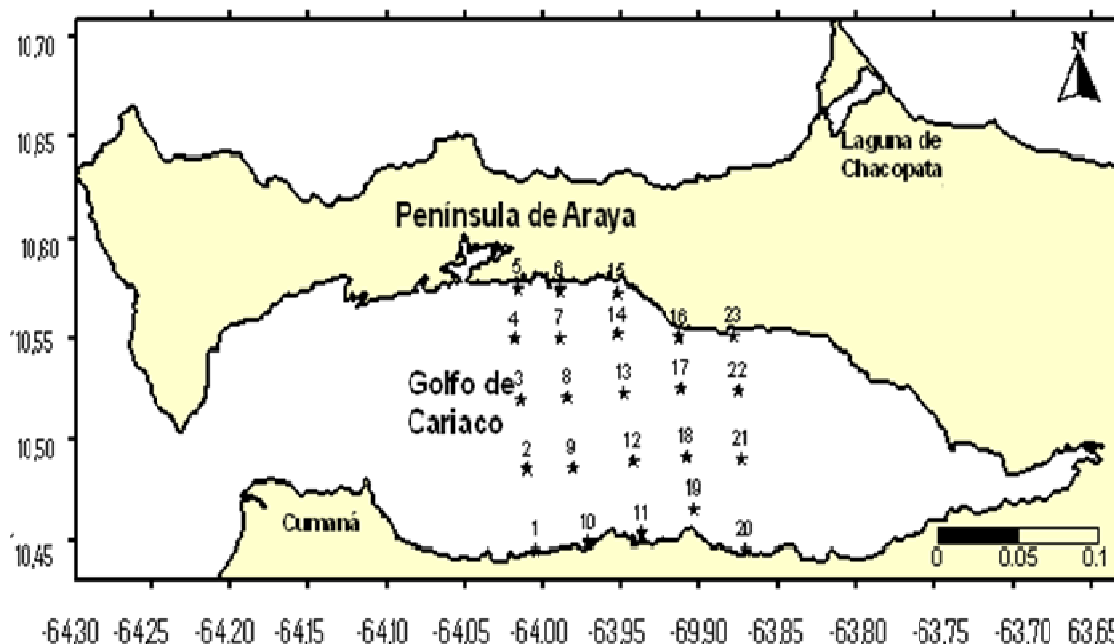 10,70
N
10,65
Laguna de
Chacopata
Península de Araya
10,60
5 6 15
4 7 14 16 23
10,55
Golfo de
Cariaco
3 8 13 17 22
10,50
2 9 12 18 21
19
Cumaná
1 10 11 20
10,45
0 0.05 0.1
-64,30 -64,25 -64,20 -64,15 -64,10 -64,05 -64,00 -63,95 -69,90 -63,85 -63,80 -63,75 -63,70